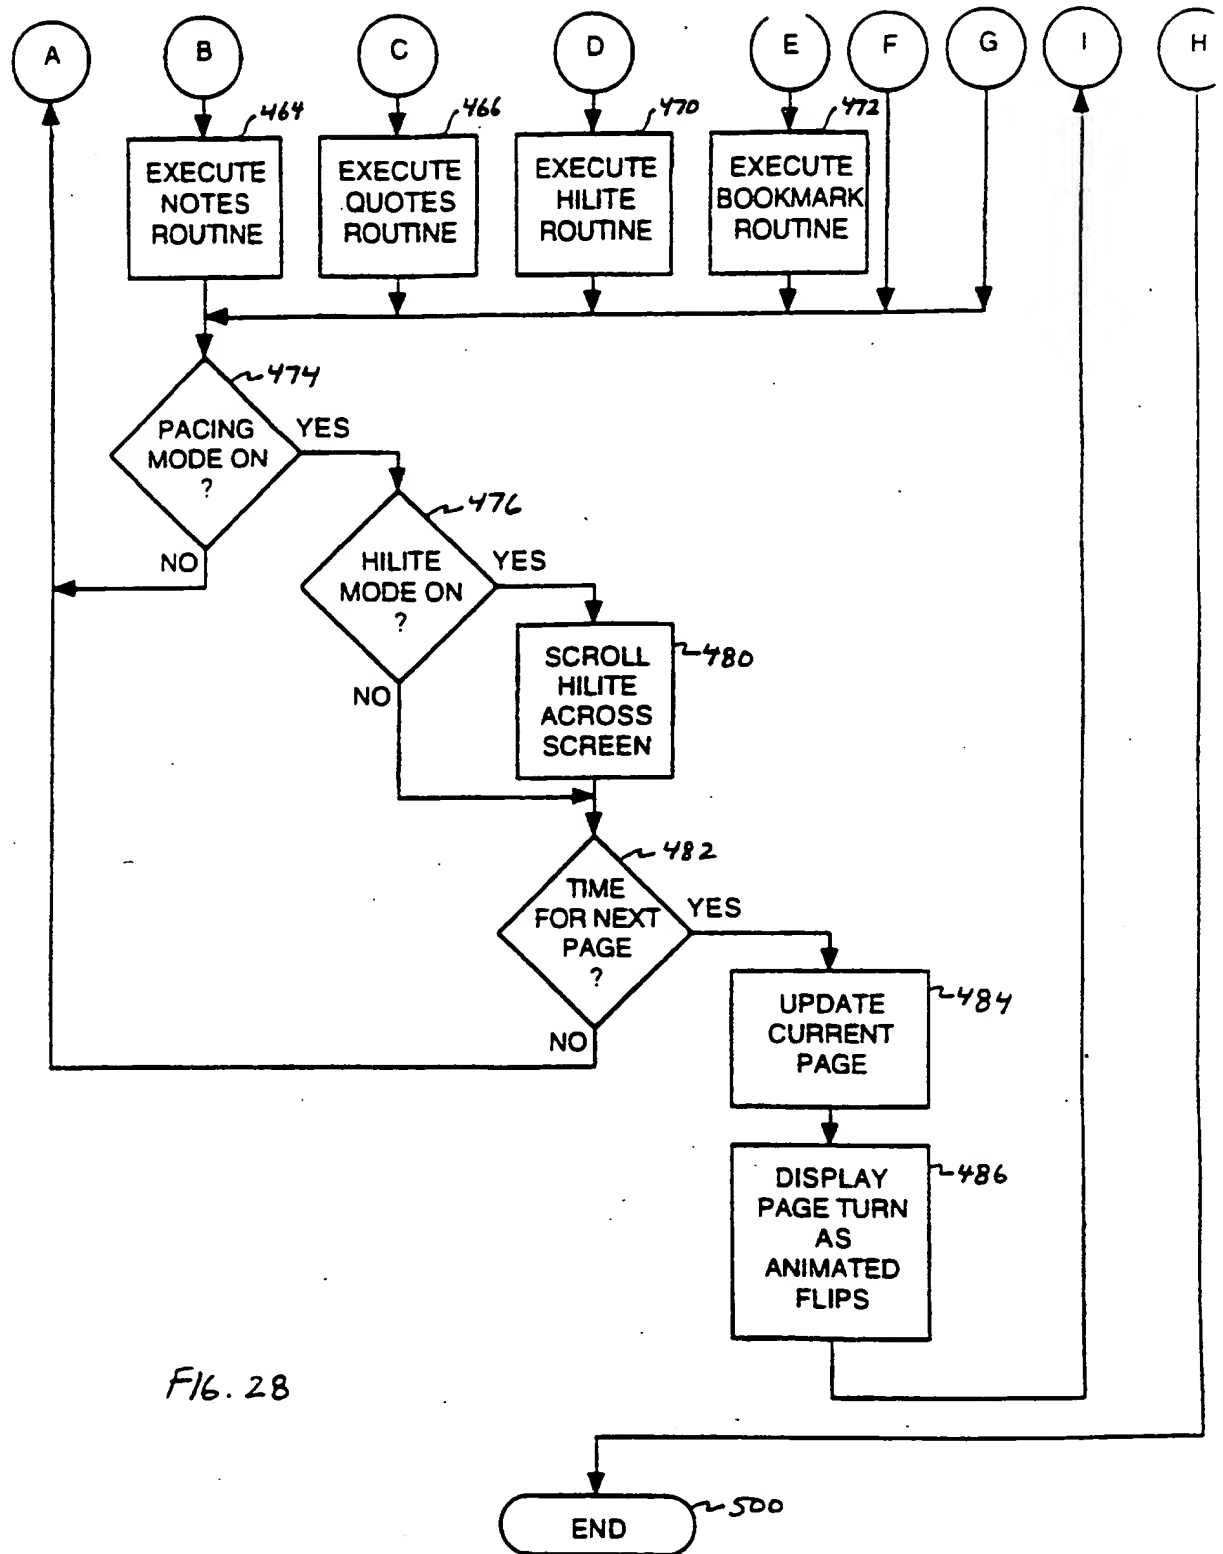 A
B
C
D
E
F
G
I
H
464
466
470
472
EXECUTE
NOTES
ROUTINE
EXECUTE
QUOTES
ROUTINE
EXECUTE
HILITE
ROUTINE
EXECUTE
BOOKMARK
ROUTINE
474
PACING
MODE ON
?
YES
NO
476
HILITE
MODE ON
?
YES
NO
480
SCROLL
HILITE
ACROSS
SCREEN
482
TIME
FOR NEXT
PAGE
?
YES
NO
484
UPDATE
CURRENT
PAGE
486
DISPLAY
PAGE TURN
AS
ANIMATED
FLIPS
FIG. 28
500
END